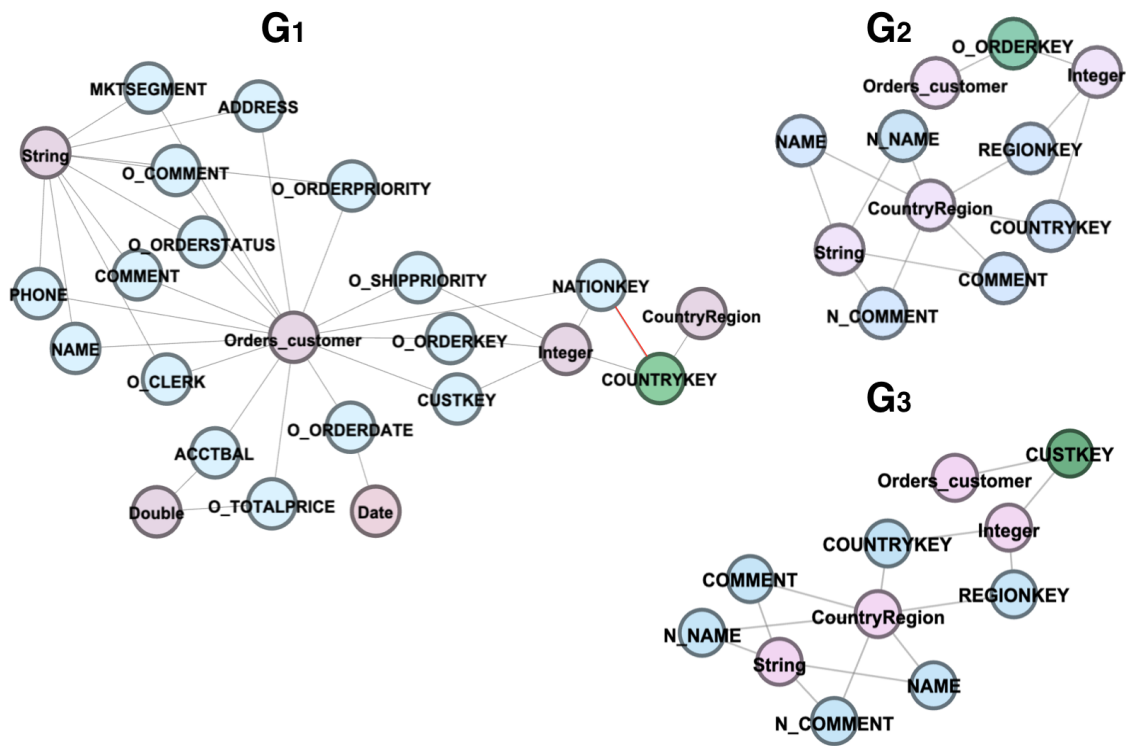 G1
MKTSEGMENT
ADDRESS
String
O_COMMENT
O_ORDERPRIORITY
O_ORDERSTATUS
COMMENT
PHONE
O_SHIPPRIORITY
NATIONKEY
CountryRegion
NAME
Orders_customer
O_ORDERKEY
Integer
O_CLERK
COUNTRYKEY
CUSTKEY
O_ORDERDATE
ACCTBAL
Double
O_TOTALPRICE
Date
G2
O_ORDERKEY
Integer
Orders_customer
NAME
N_NAME
REGIONKEY
CountryRegion
COUNTRYKEY
String
COMMENT
N_COMMENT
G3
CUSTKEY
Orders_customer
Integer
COUNTRYKEY
COMMENT
REGIONKEY
CountryRegion
N_NAME
String
NAME
N_COMMENT